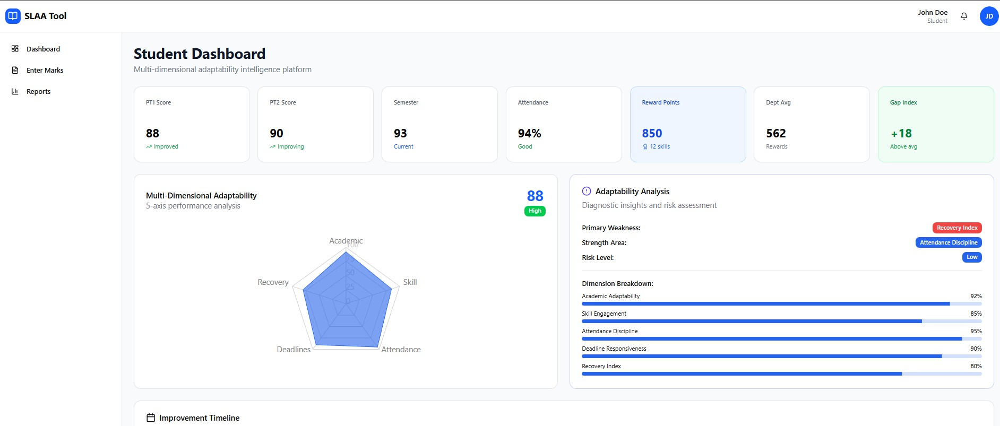 SLAA Tool
John Doe
Student
JD
Dashboard
Enter Marks
Reports
Student Dashboard
Multi-dimensional adaptability intelligence platform
PT1 Score
88
Improved
PT2 Score
90
Improving
Semester
93
Current
Attendance
94%
Good
Reward Points
850
12 skills
Dept Avg
562
Rewards
Gap Index
+18
Above avg
Multi-Dimensional Adaptability
5-axis performance analysis
88
High
Academic
100
75
50
25
0
Skill
Attendance
Deadlines
Recovery
Adaptability Analysis
Diagnostic insights and risk assessment
Primary Weakness: Recovery Index
Strength Area: Attendance Discipline
Risk Level: Low
Dimension Breakdown:
Academic Adaptability 92%
Skill Engagement 85%
Attendance Discipline 95%
Deadline Responsiveness 90%
Recovery Index 80%
Improvement Timeline